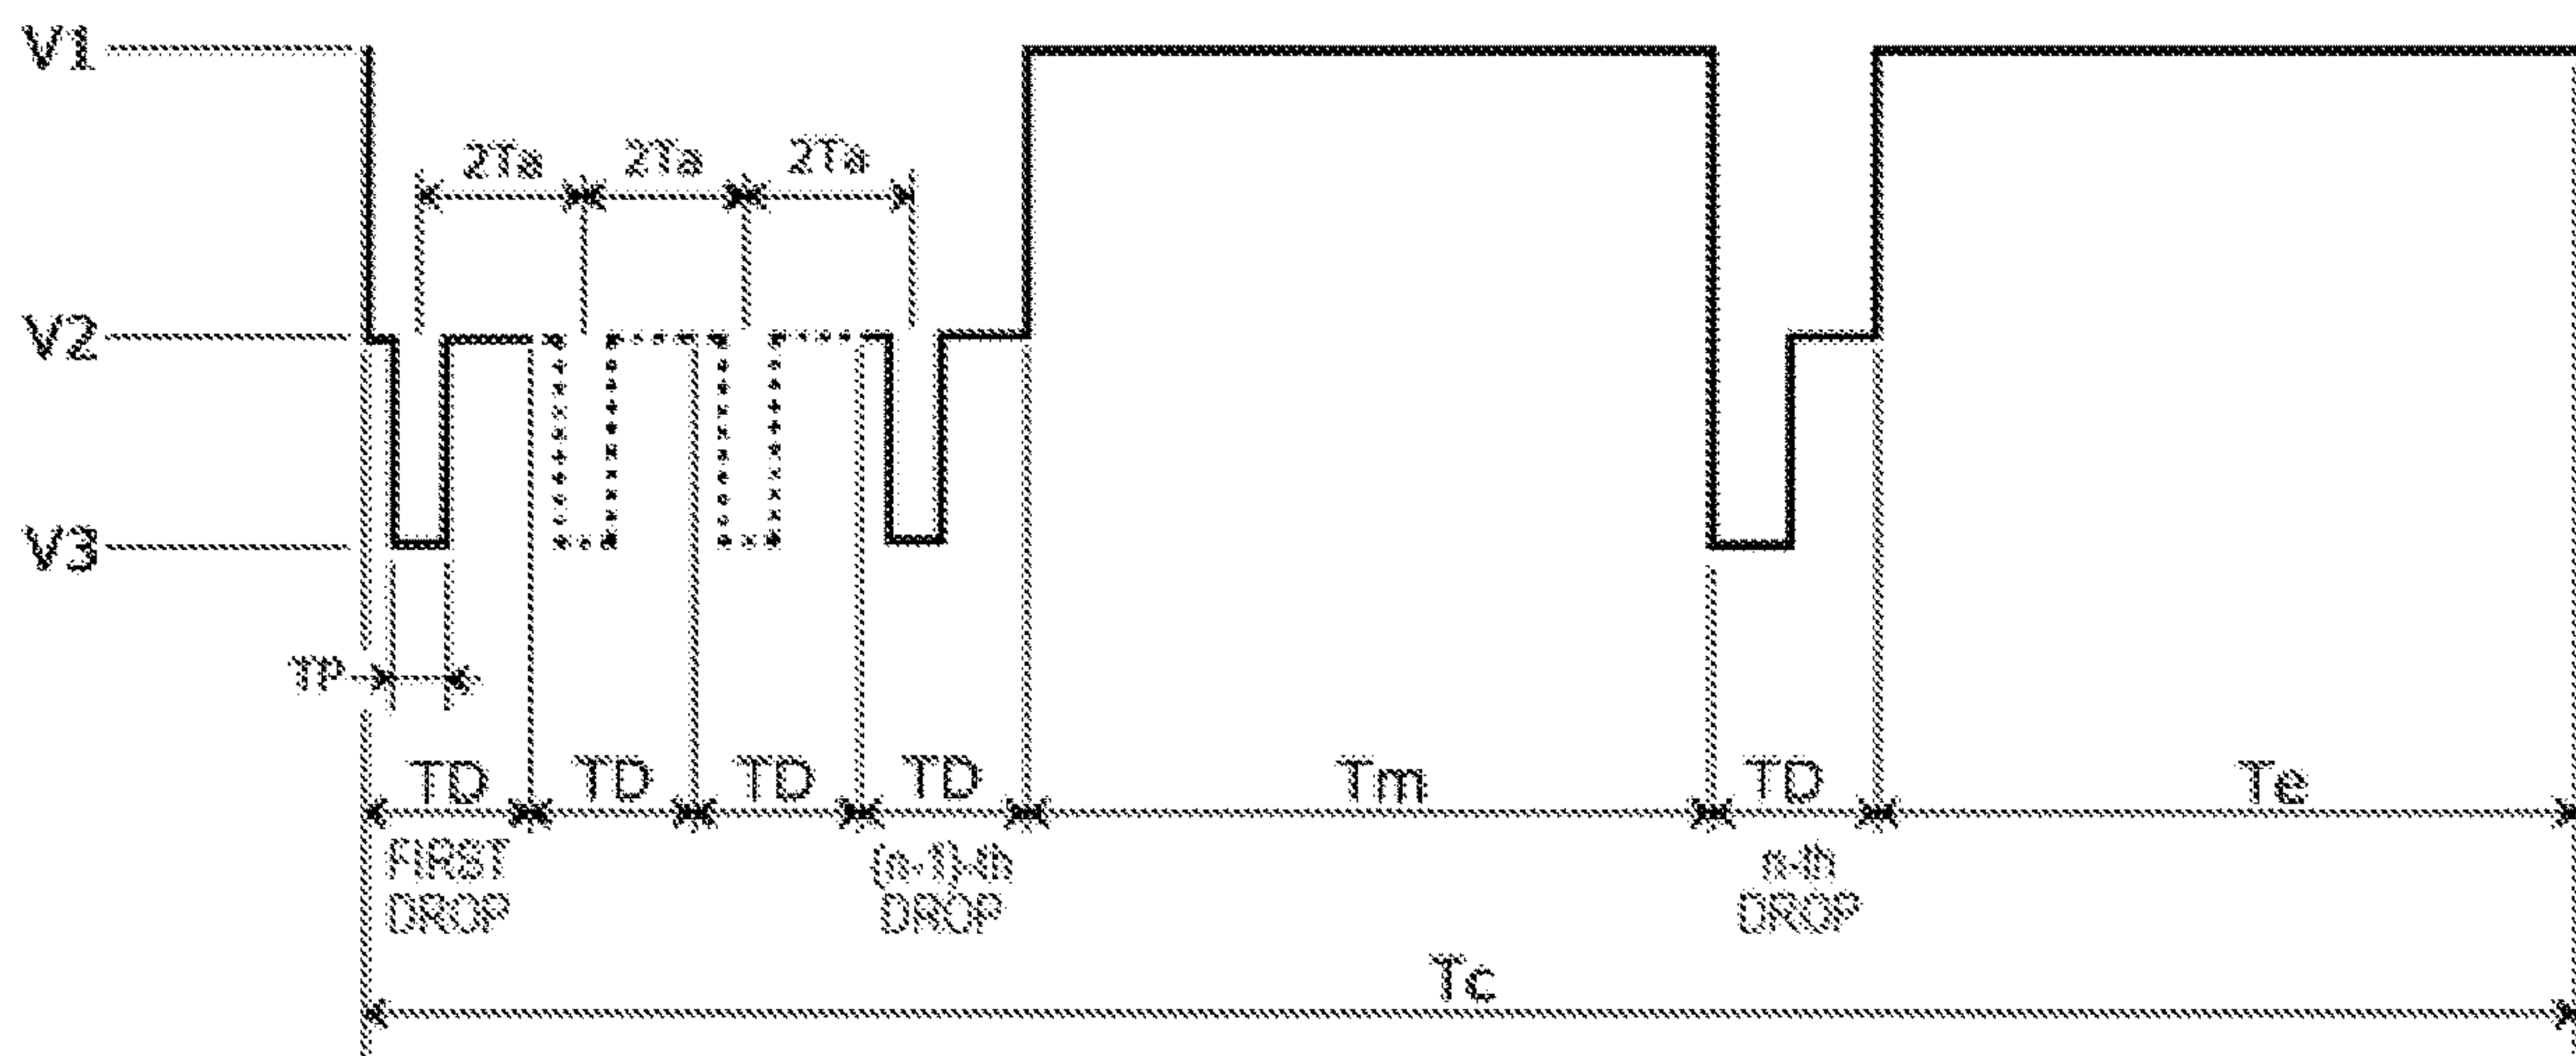 V1
2Ta 2Ta 2Ta
V2
V3
TP
TD TD TD TD Tm TD Te
FIRST DROP
(n-1)-th DROP
n-th DROP
Tc